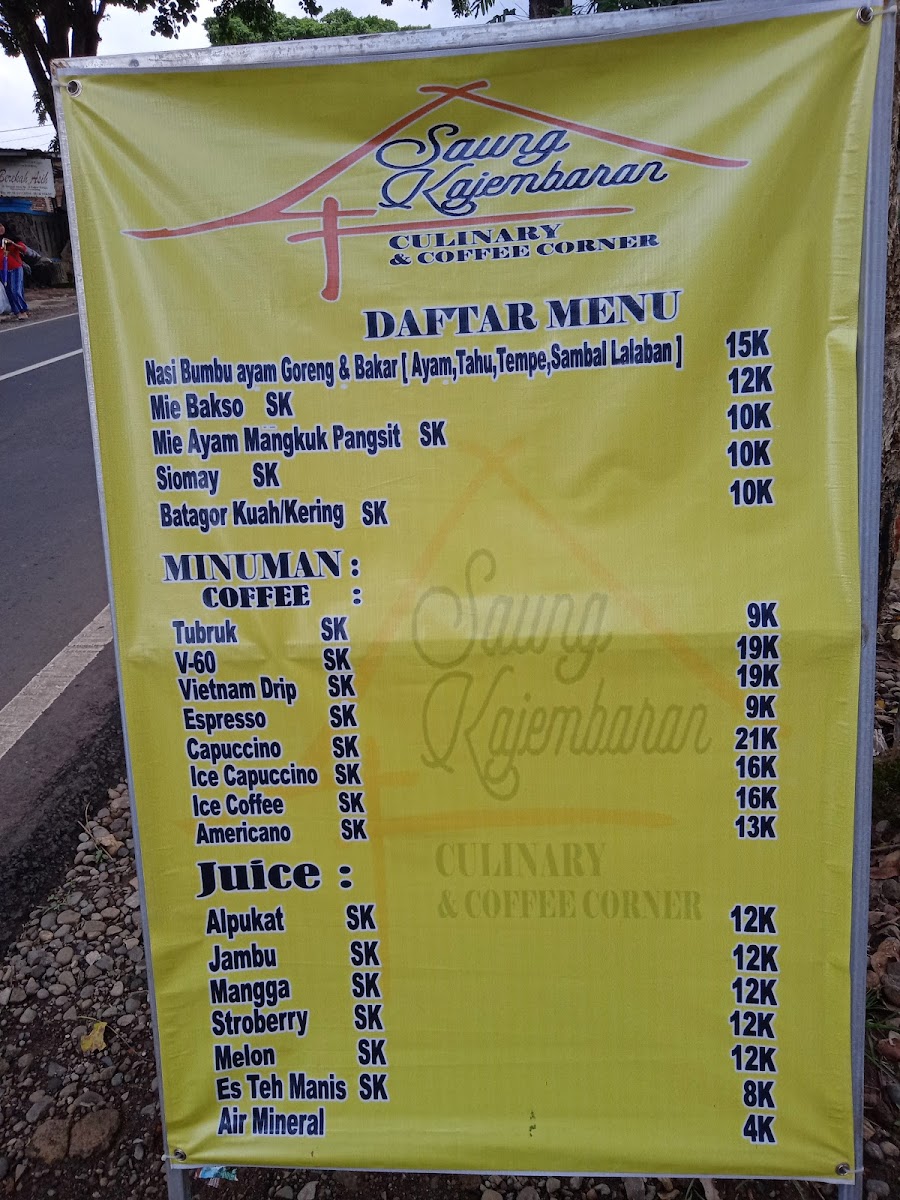 Berekah Asih
Saung
Kajembaran
CULINARY
& COFFEE CORNER
DAFTAR MENU
Nasi Bumbu ayam Goreng & Bakar [ Ayam,Tahu,Tempe,Sambal Lalaban ] 15K
Mie Bakso SK 12K
Mie Ayam Mangkuk Pangsit SK 10K
Siomay SK 10K
Batagor Kuah/Kering SK 10K
MINUMAN :
COFFEE :
Tubruk SK 9K
V-60 SK 19K
Vietnam Drip SK 19K
Espresso SK 9K
Capuccino SK 21K
Ice Capuccino SK 16K
Ice Coffee SK 16K
Americano SK 13K
Saung
Kajembaran
CULINARY
& COFFEE CORNER
Juice :
Alpukat SK 12K
Jambu SK 12K
Mangga SK 12K
Stroberry SK 12K
Melon SK 12K
Es Teh Manis SK 8K
Air Mineral 4K